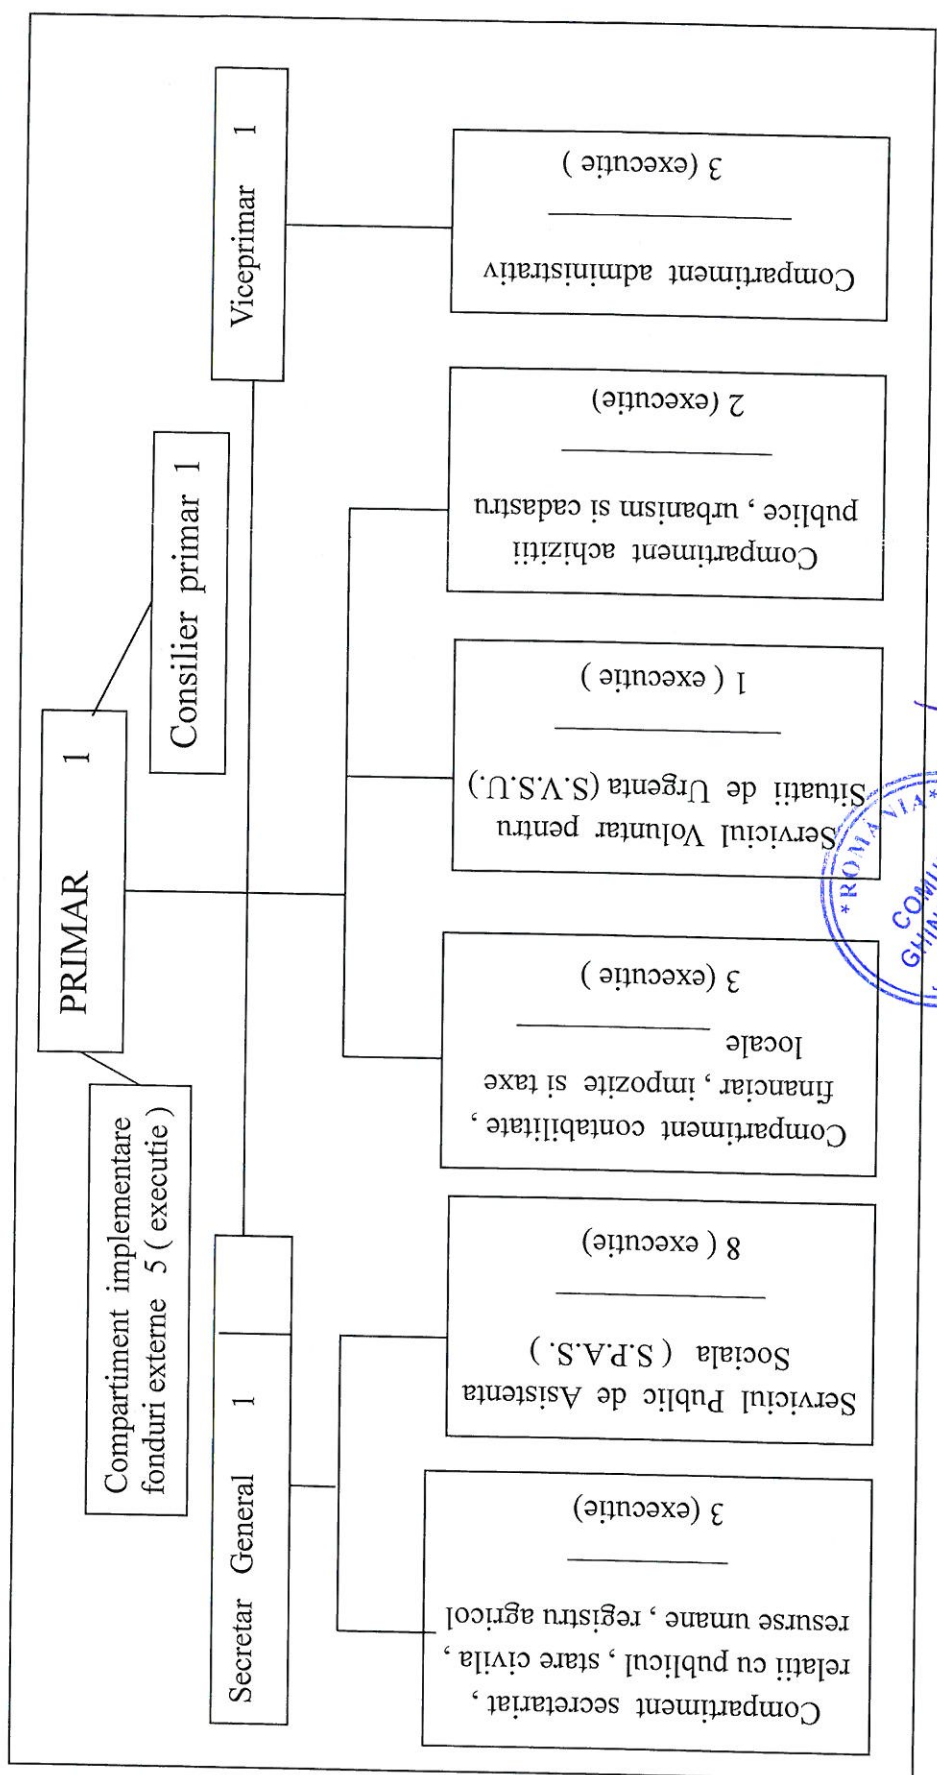 PRIMAR 1
Compartiment implementare
fonduri externe 5 ( executie )
Consilier primar 1
Secretar General 1
Viceprimar 1
Compartiment secretariat ,
relatii cu publicul , stare civila ,
resurse umane , registru agricol
3 (executie)
Serviciul Public de Asistenta
Sociala ( S.P.A.S. )
8 ( executie)
Compartiment contabilitate ,
financiar , impozite si taxe
locale
3 (executie )
Serviciul Voluntar pentru
Situatii de Urgenta (S.V.S.U.)
1 ( executie )
Compartiment achizitii
publice , urbanism si cadastru
2 (executie)
Compartiment administrativ
3 (executie )
*ROMÂNIA*